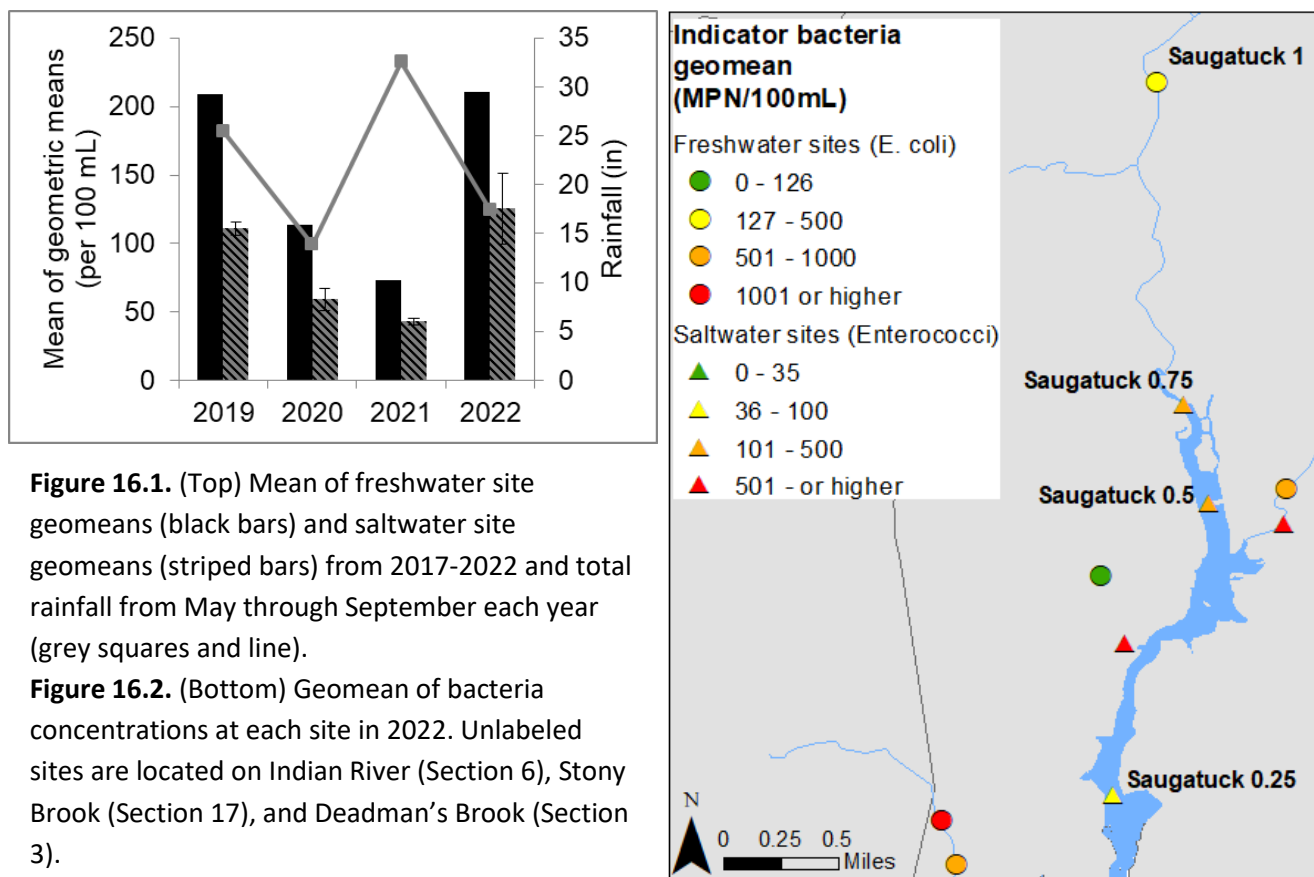 250
200
150
100
50
0
Mean of geometric means
(per 100 mL)
35
30
25
20
15
10
5
0
Rainfall (in)
2019 2020 2021 2022
Figure 16.1. (Top) Mean of freshwater site
geomeans (black bars) and saltwater site
geomeans (striped bars) from 2017-2022 and total
rainfall from May through September each year
(grey squares and line).
Figure 16.2. (Bottom) Geomean of bacteria
concentrations at each site in 2022. Unlabeled
sites are located on Indian River (Section 6), Stony
Brook (Section 17), and Deadman’s Brook (Section
3).
Indicator bacteria
geomean
(MPN/100mL)
Freshwater sites (E. coli)
0 - 126
127 - 500
501 - 1000
1001 or higher
Saltwater sites (Enterococci)
0 - 35
36 - 100
101 - 500
501 - or higher
Saugatuck 1
Saugatuck 0.75
Saugatuck 0.5
Saugatuck 0.25
N
0 0.25 0.5
Miles